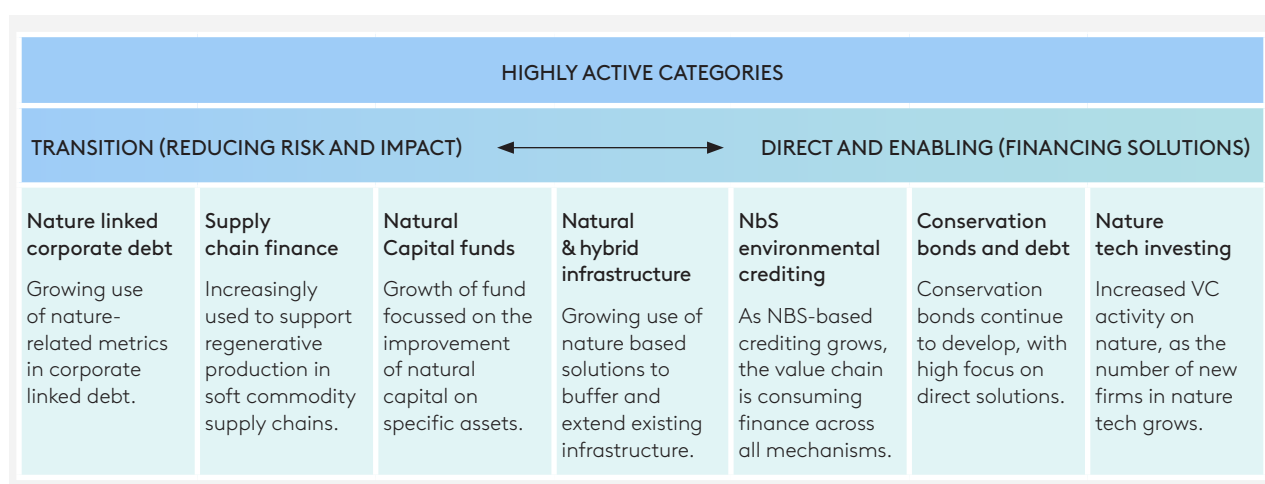 HIGHLY ACTIVE CATEGORIES
TRANSITION (REDUCING RISK AND IMPACT)
DIRECT AND ENABLING (FINANCING SOLUTIONS)
Nature linked
corporate debt
Growing use
of nature-
related metrics
in corporate
linked debt.
Supply
chain finance
Increasingly
used to support
regenerative
production in
soft commodity
supply chains.
Natural
Capital funds
Growth of fund
focussed on the
improvement
of natural
capital on
specific assets.
Natural
& hybrid
infrastructure
Growing use of
nature based
solutions to
buffer and
extend existing
infrastructure.
NbS
environmental
crediting
As NBS-based
crediting grows,
the value chain
is consuming
finance across
all mechanisms.
Conservation
bonds and debt
Conservation
bonds continue
to develop, with
high focus on
direct solutions.
Nature
tech investing
Increased VC
activity on
nature, as the
number of new
firms in nature
tech grows.